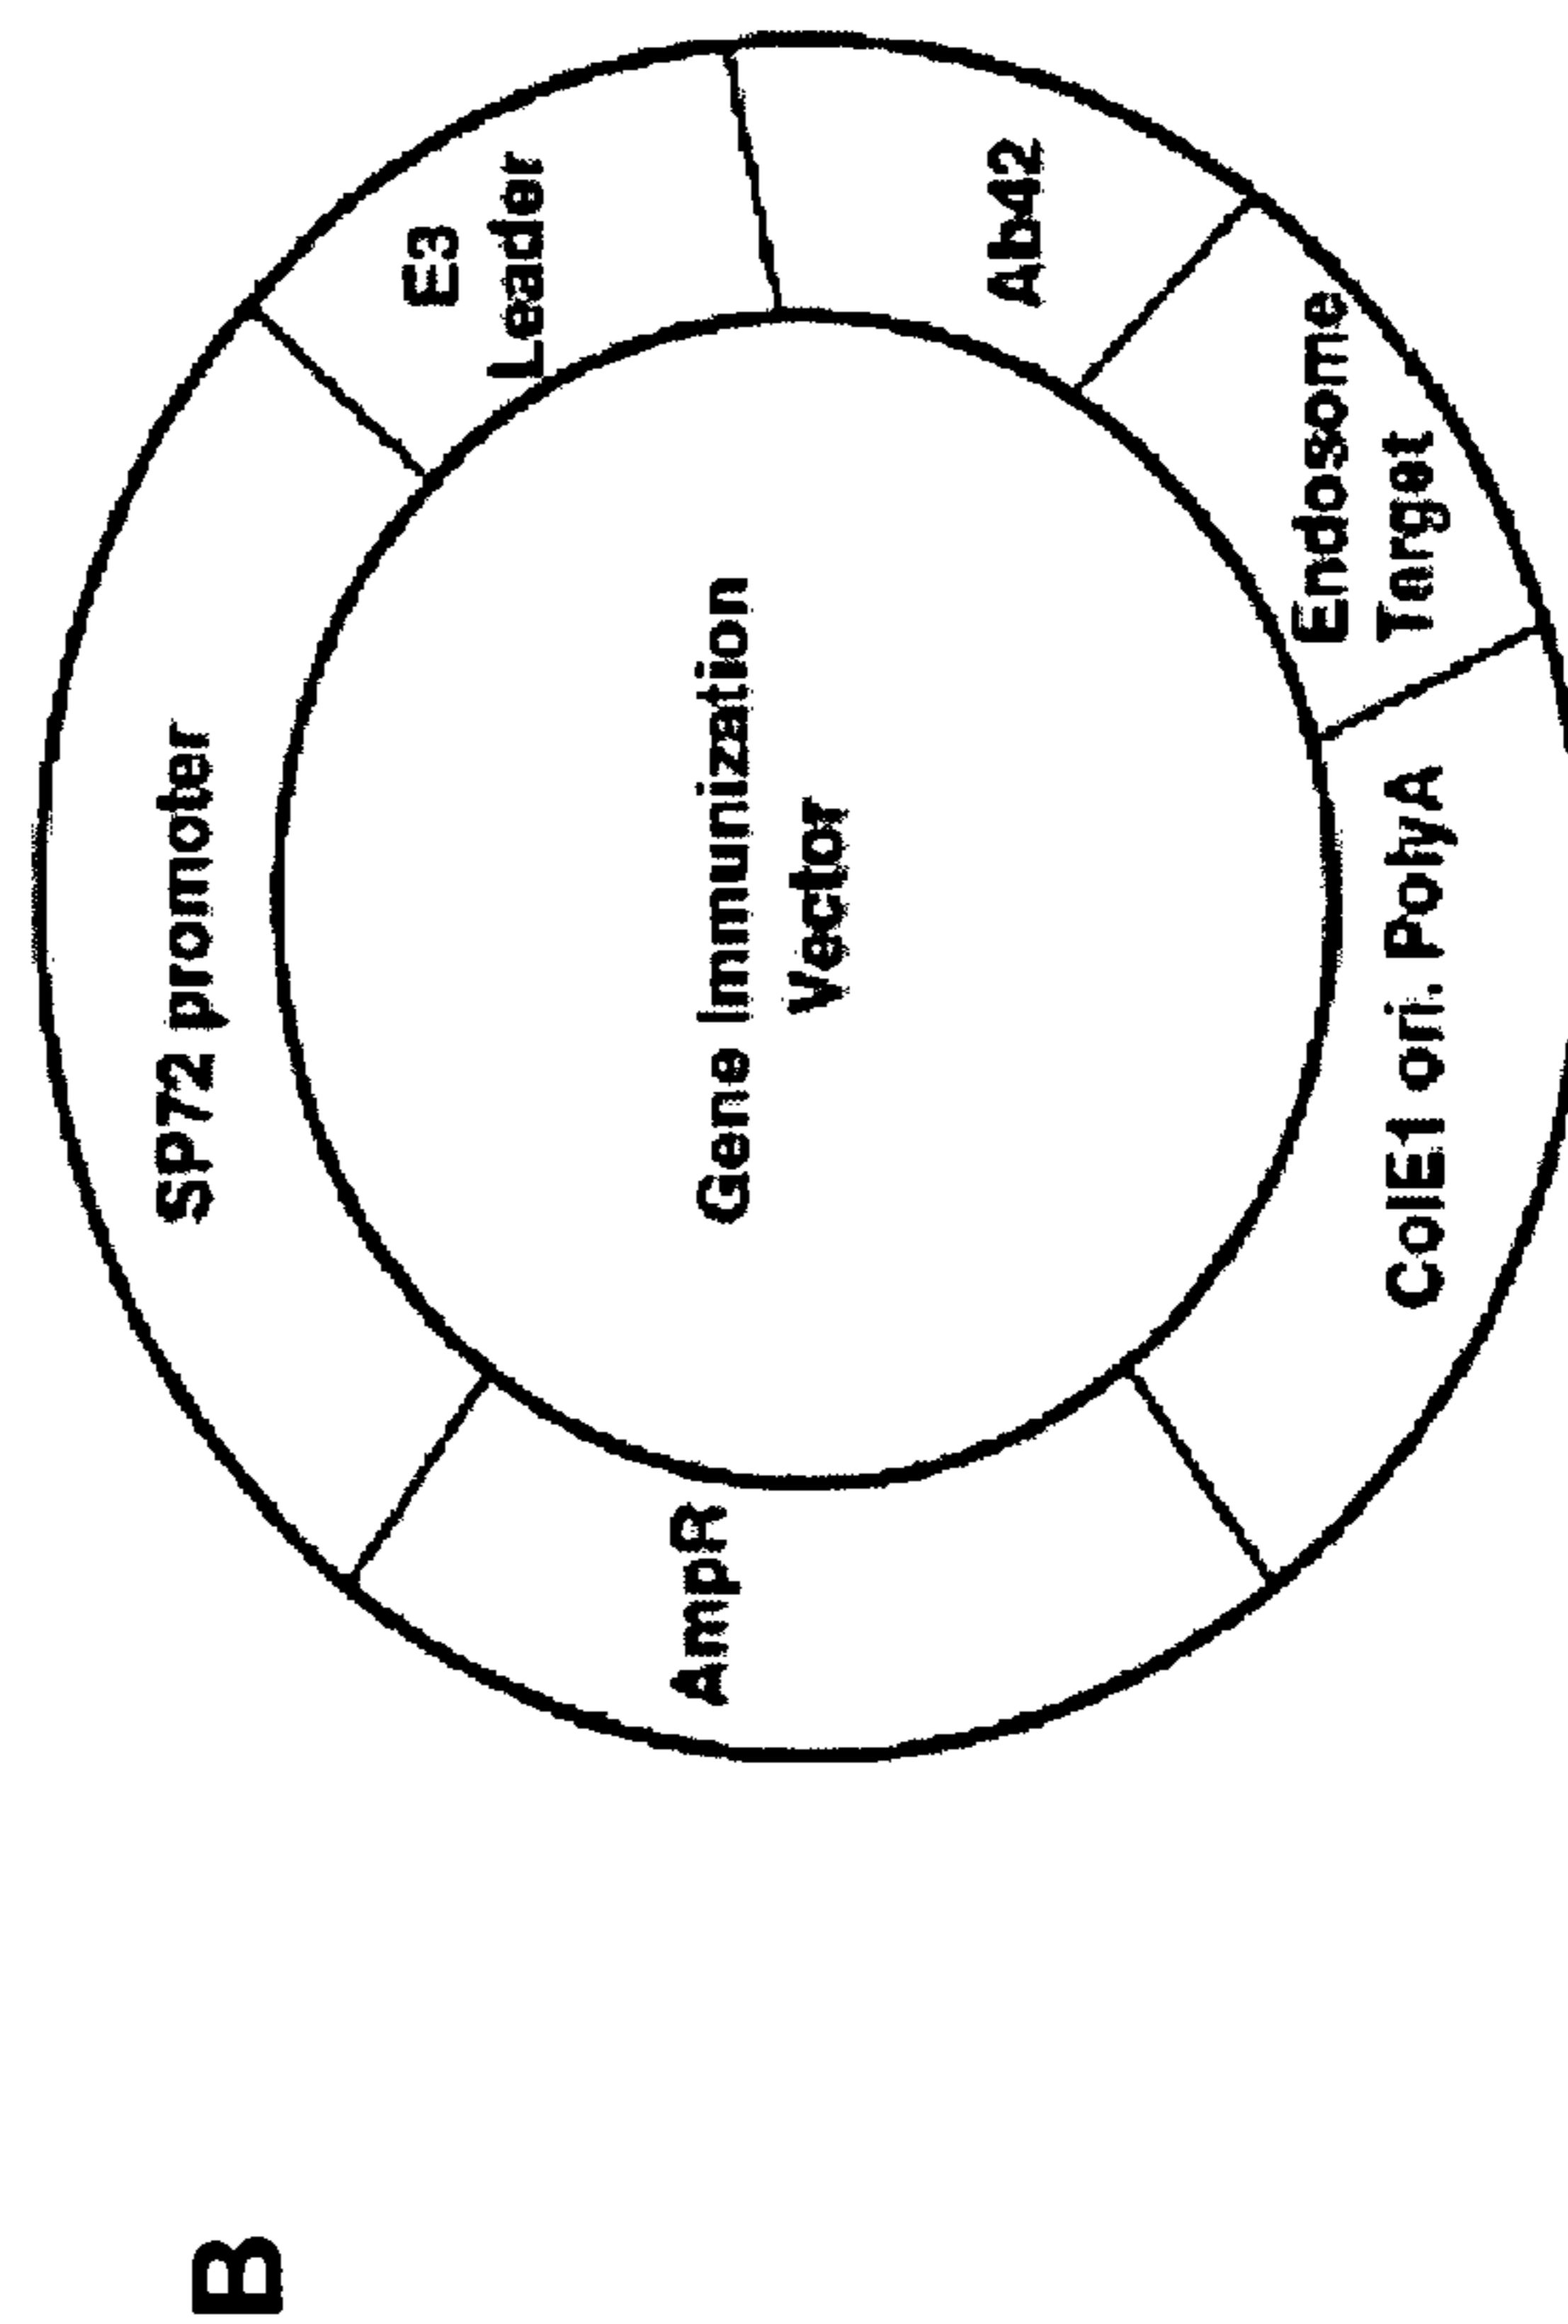 B
SP72 promoter
E3
Leader
AmpR
Gene Immunization
Vector
Ab42
Endosome
Target
ColE1 ori. PolyA